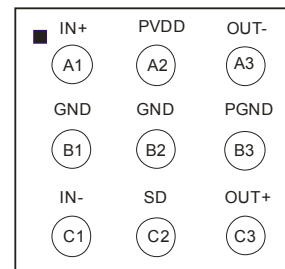 IN+ PVDD OUT-
A1 A2 A3
GND GND PGND
B1 B2 B3
IN- SD OUT+
C1 C2 C3